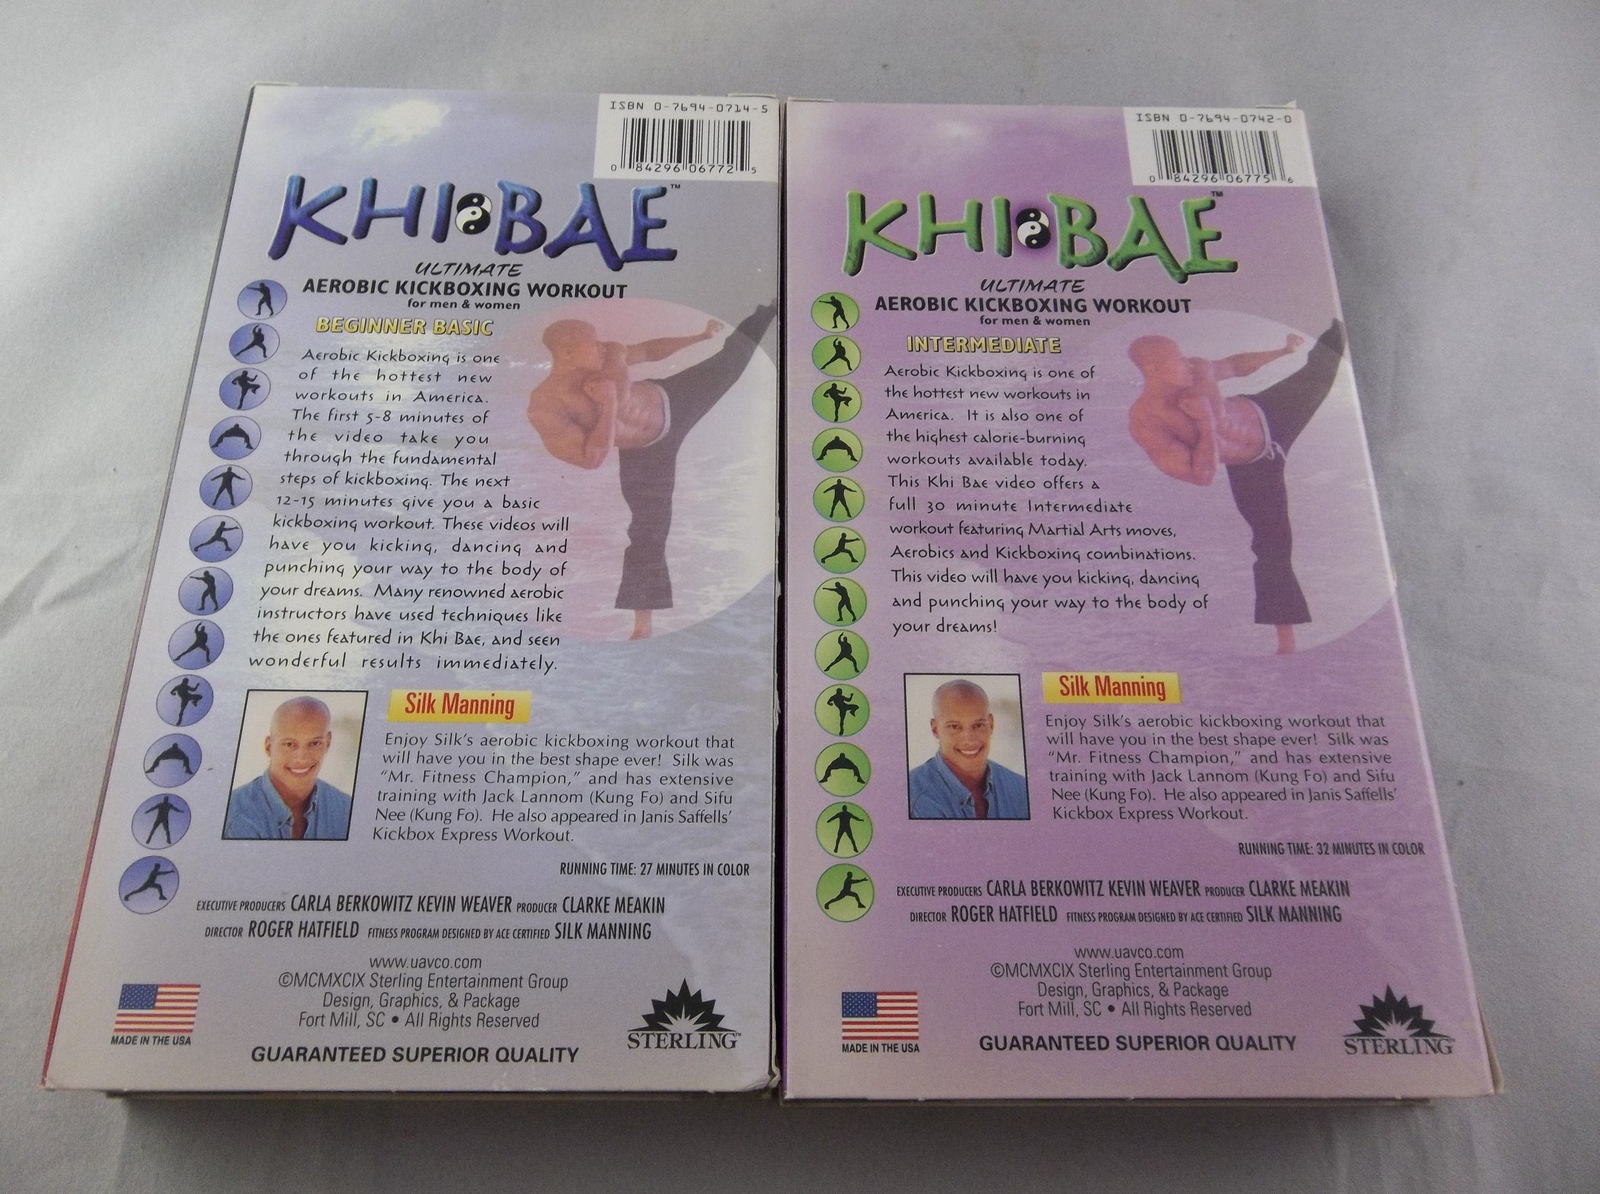 ISBN 0-7694-0714-5
0 84296 06772 5
KHI BAE™
ULTIMATE
AEROBIC KICKBOXING WORKOUT
for men & women
BEGINNER BASIC
Aerobic Kickboxing is one
of the hottest new
workouts in America.
The first 5-8 minutes of
the video take you
through the fundamental
steps of kickboxing. The next
12-15 minutes give you a basic
kickboxing workout. These videos will
have you kicking, dancing and
punching your way to the body of
your dreams. Many renowned aerobic
instructors have used techniques like
the ones featured in Khi Bae, and seen
wonderful results immediately.
Silk Manning
Enjoy Silk's aerobic kickboxing workout that
will have you in the best shape ever! Silk was
"Mr. Fitness Champion," and has extensive
training with Jack Lannom (Kung Fo) and Sifu
Nee (Kung Fo). He also appeared in Janis Saffells'
Kickbox Express Workout.
RUNNING TIME: 27 MINUTES IN COLOR
EXECUTIVE PRODUCERS CARLA BERKOWITZ KEVIN WEAVER PRODUCER CLARKE MEAKIN
DIRECTOR ROGER HATFIELD FITNESS PROGRAM DESIGNED BY ACE CERTIFIED SILK MANNING
www.uavco.com
©MCMXCIX Sterling Entertainment Group
Design, Graphics, & Package
Fort Mill, SC • All Rights Reserved
MADE IN THE USA
GUARANTEED SUPERIOR QUALITY
STERLING™
ISBN 0-7694-0742-0
0 84296 06775 6
KHI BAE™
ULTIMATE
AEROBIC KICKBOXING WORKOUT
for men & women
INTERMEDIATE
Aerobic Kickboxing is one of
the hottest new workouts in
America. It is also one of
the highest calorie-burning
workouts available today.
This Khi Bae video offers a
full 30 minute Intermediate
workout featuring Martial Arts moves,
Aerobics and Kickboxing combinations.
This video will have you kicking, dancing
and punching your way to the body of
your dreams!
Silk Manning
Enjoy Silk's aerobic kickboxing workout that
will have you in the best shape ever! Silk was
"Mr. Fitness Champion," and has extensive
training with Jack Lannom (Kung Fo) and Sifu
Nee (Kung Fo). He also appeared in Janis Saffells'
Kickbox Express Workout.
RUNNING TIME: 32 MINUTES IN COLOR
EXECUTIVE PRODUCERS CARLA BERKOWITZ KEVIN WEAVER PRODUCER CLARKE MEAKIN
DIRECTOR ROGER HATFIELD FITNESS PROGRAM DESIGNED BY ACE CERTIFIED SILK MANNING
www.uavco.com
©MCMXCIX Sterling Entertainment Group
Design, Graphics, & Package
Fort Mill, SC • All Rights Reserved
MADE IN THE USA
GUARANTEED SUPERIOR QUALITY
STERLING™